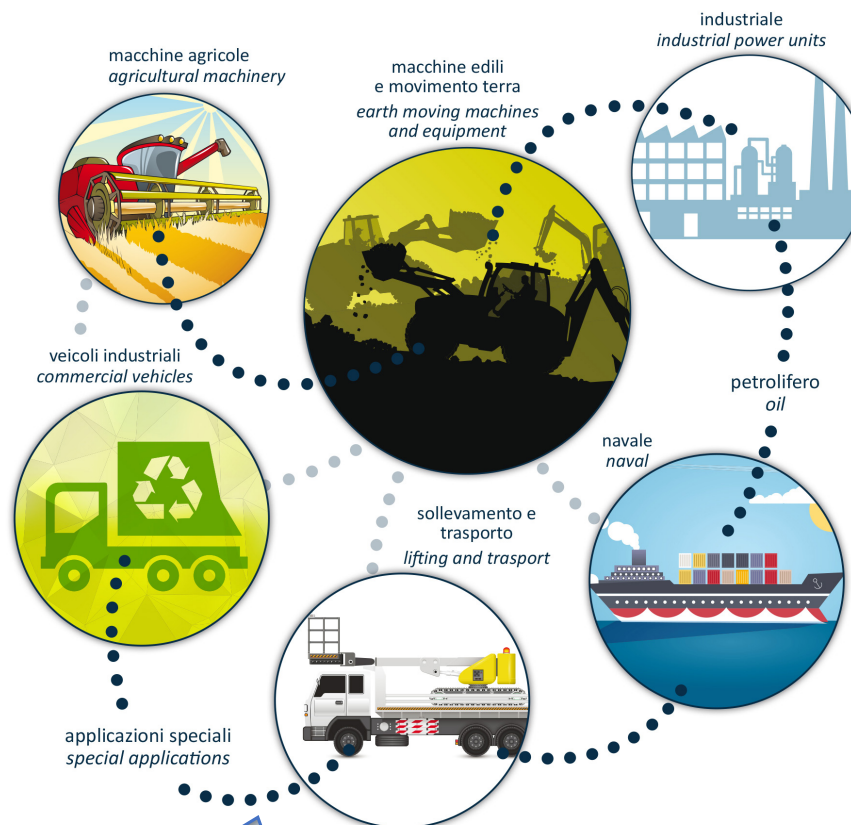 industriale
industrial power units
macchine agricole
agricultural machinery
macchine edili
e movimento terra
earth moving machines
and equipment
veicoli industriali
commercial vehicles
petrolifero
oil
navale
naval
sollevamento e
trasporto
lifting and trasport
applicazioni speciali
special applications